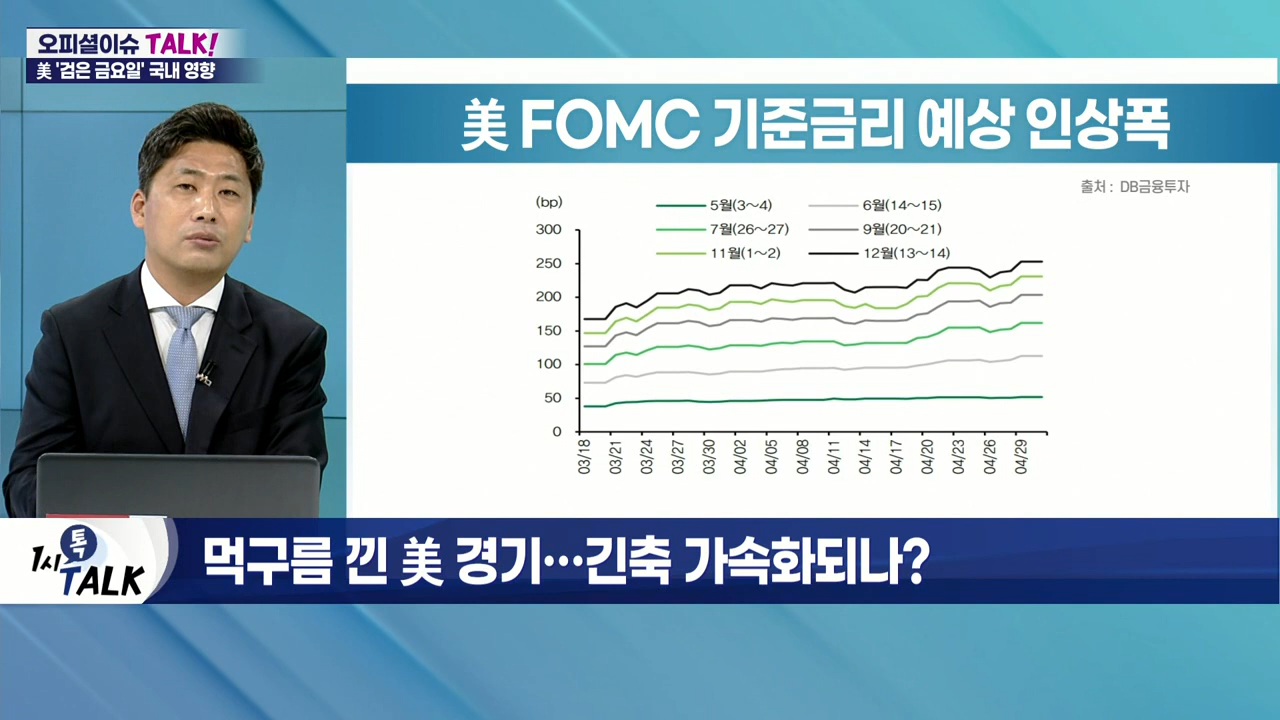 오피셜이슈 TALK!
美 '검은 금요일' 국내 영향
美 FOMC 기준금리 예상 인상폭
출처 : DB금융투자
(bp)
5월(3~4)
6월(14~15)
7월(26~27)
9월(20~21)
11월(1~2)
12월(13~14)
300
250
200
150
100
50
0
03/18
03/21
03/24
03/27
03/30
04/02
04/05
04/08
04/11
04/14
04/17
04/20
04/23
04/26
04/29
1시 톡 TALK
먹구름 낀 美 경기…긴축 가속화되나?